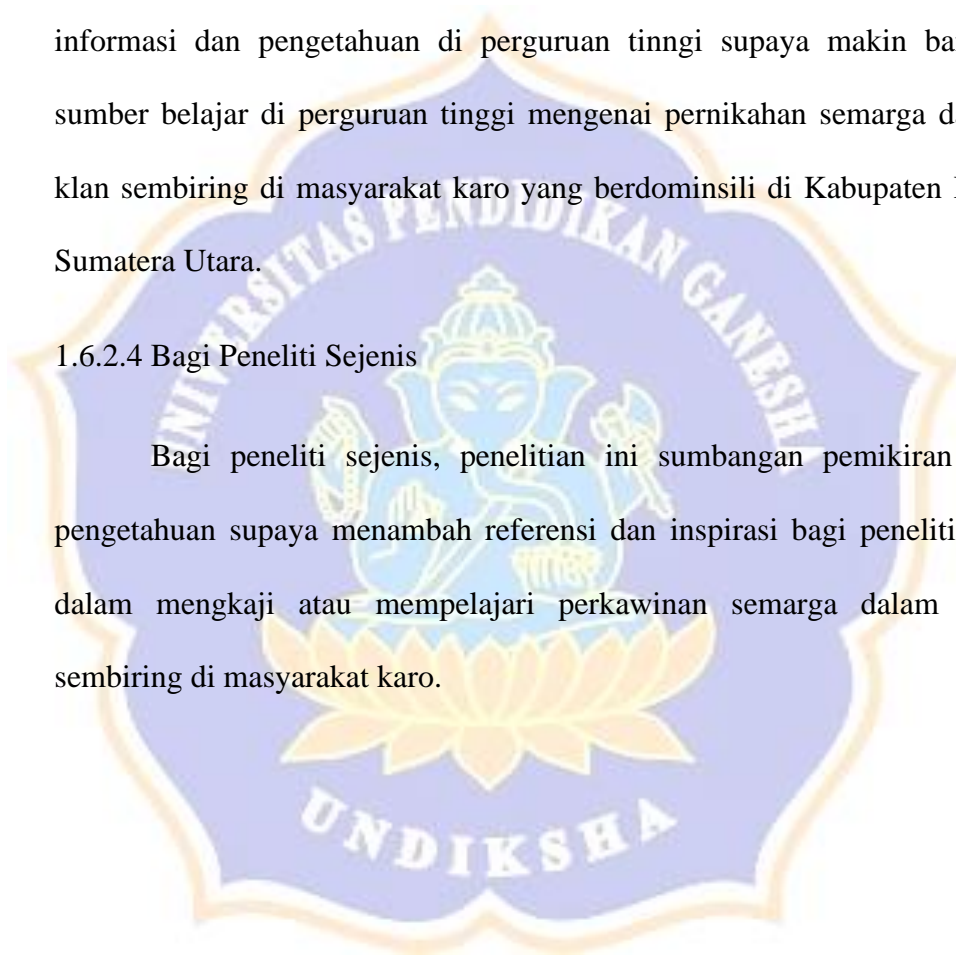 informasi dan pengetahuan di perguruan tinngi supaya makin
sumber belajar di perguruan tinggi mengenai pernikahan semarga
klan sembiring di masyarakat karo yang berdominsili di Kabupaten
Sumatera Utara.
1.6.2.4 Bagi Peneliti Sejenis
Bagi peneliti sejenis, penelitian ini sumbangan pemikiran
pengetahuan supaya menambah referensi dan inspirasi bagi peneliti
dalam mengkaji atau mempelajari perkawinan semarga dalam
sembiring di masyarakat karo.
UNIVERSITAS PENDIDIKAN GANESHA
UNDIKSHA